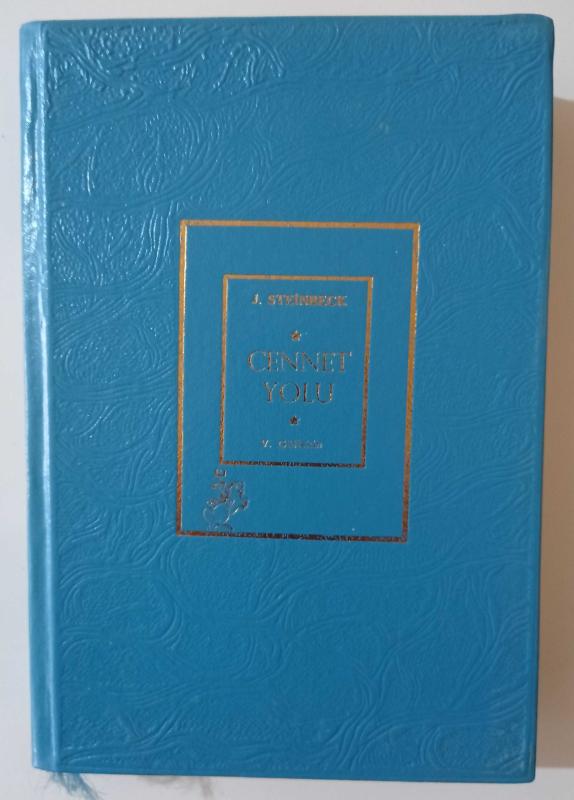 J. STEİNBECK
CENNET
YOLU
V.